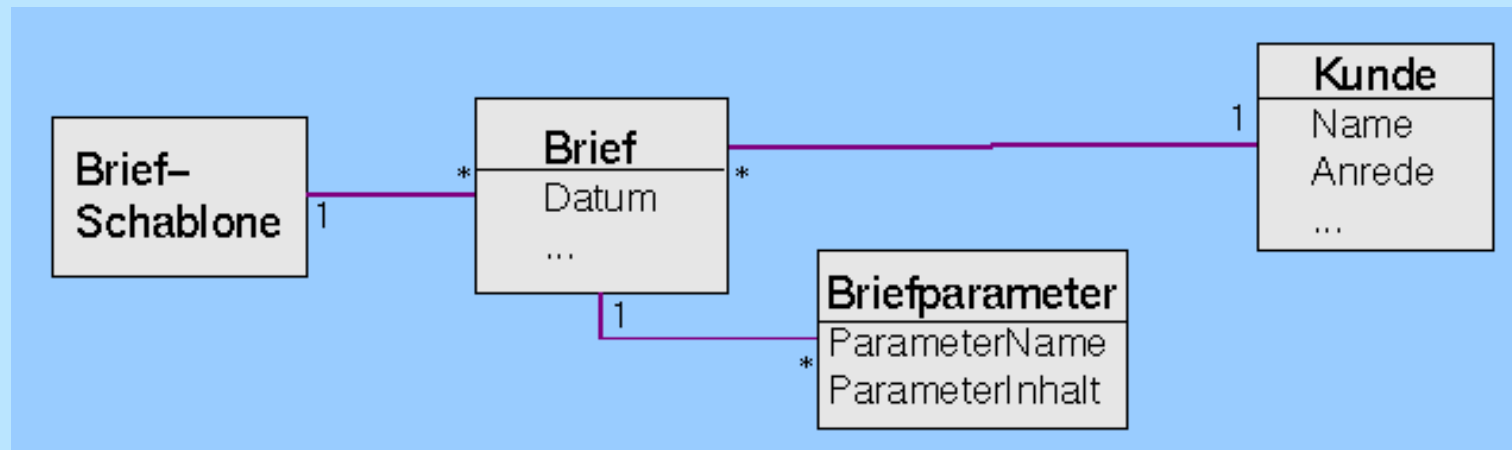 Brief–
Schablone
1
*
Brief
Datum
...
*
1
Kunde
Name
Anrede
...
1
*
Briefparameter
ParameterName
ParameterInhalt